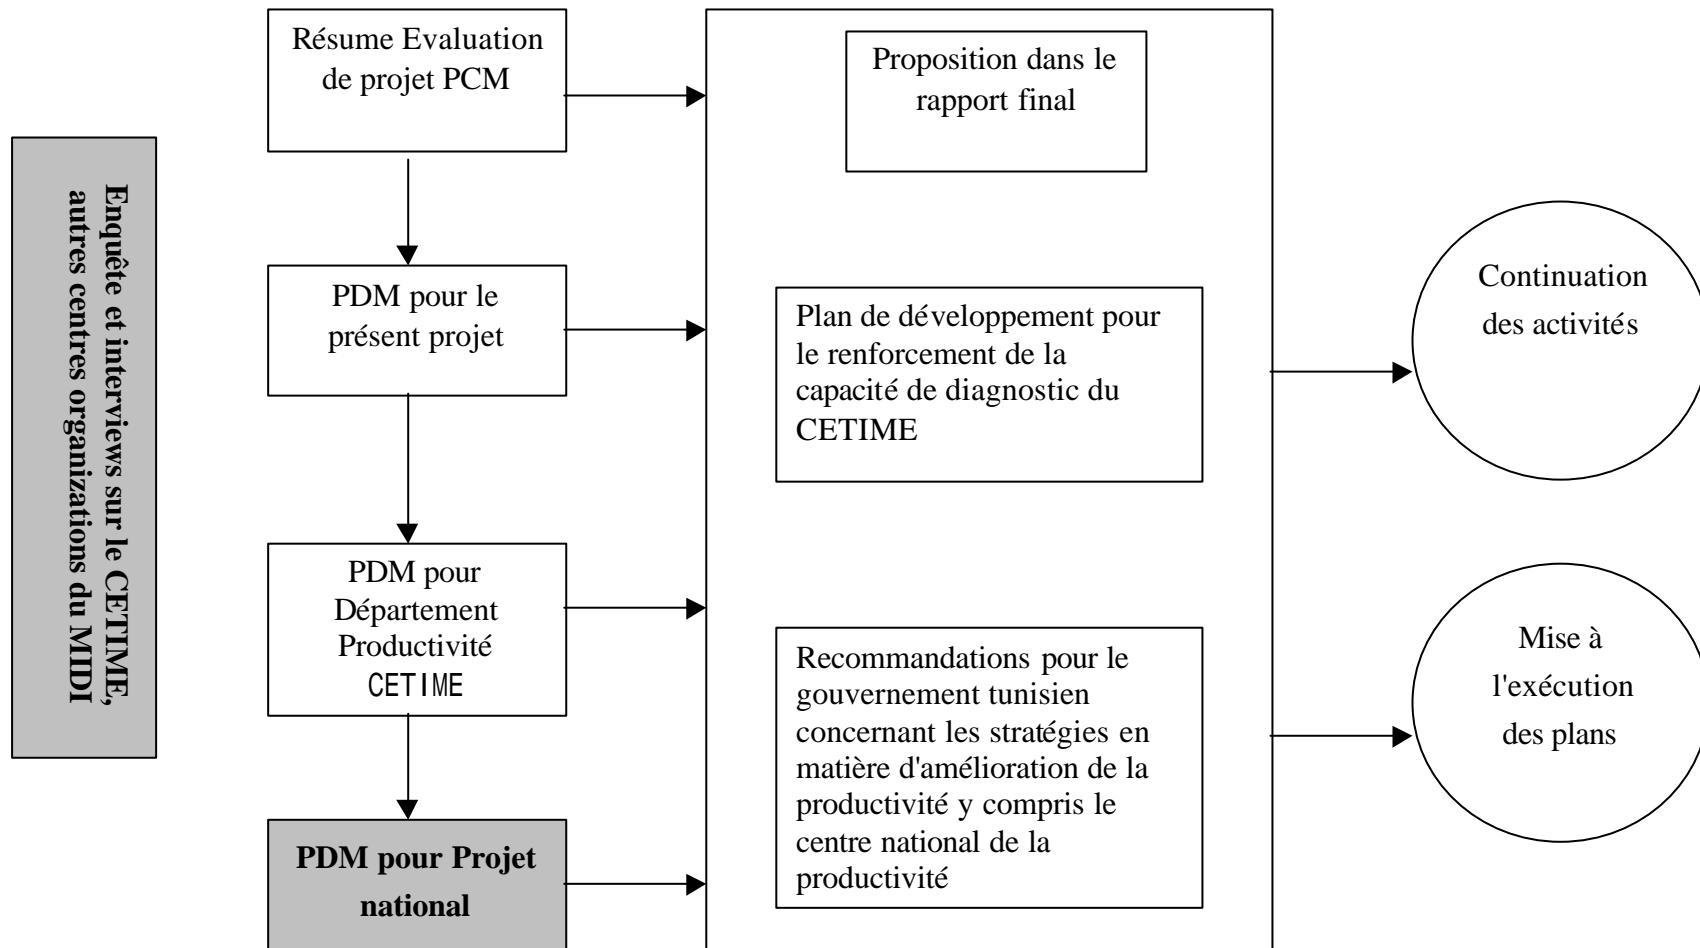 Enquête et interviews sur le CETIME,
autres centres organizations du MIDI
Résume Evaluation
de projet PCM
PDM pour le
présent projet
PDM pour
Département
Productivité
CETIME
PDM pour Projet
national
Proposition dans le
rapport final
Plan de développement pour
le renforcement de la
capacité de diagnostic du
CETIME
Recommandations pour le
gouvernement tunisien
concernant les stratégies en
matière d'amélioration de la
productivité y compris le
centre national de la
productivité
Continuation
des activités
Mise à
l'exécution
des plans